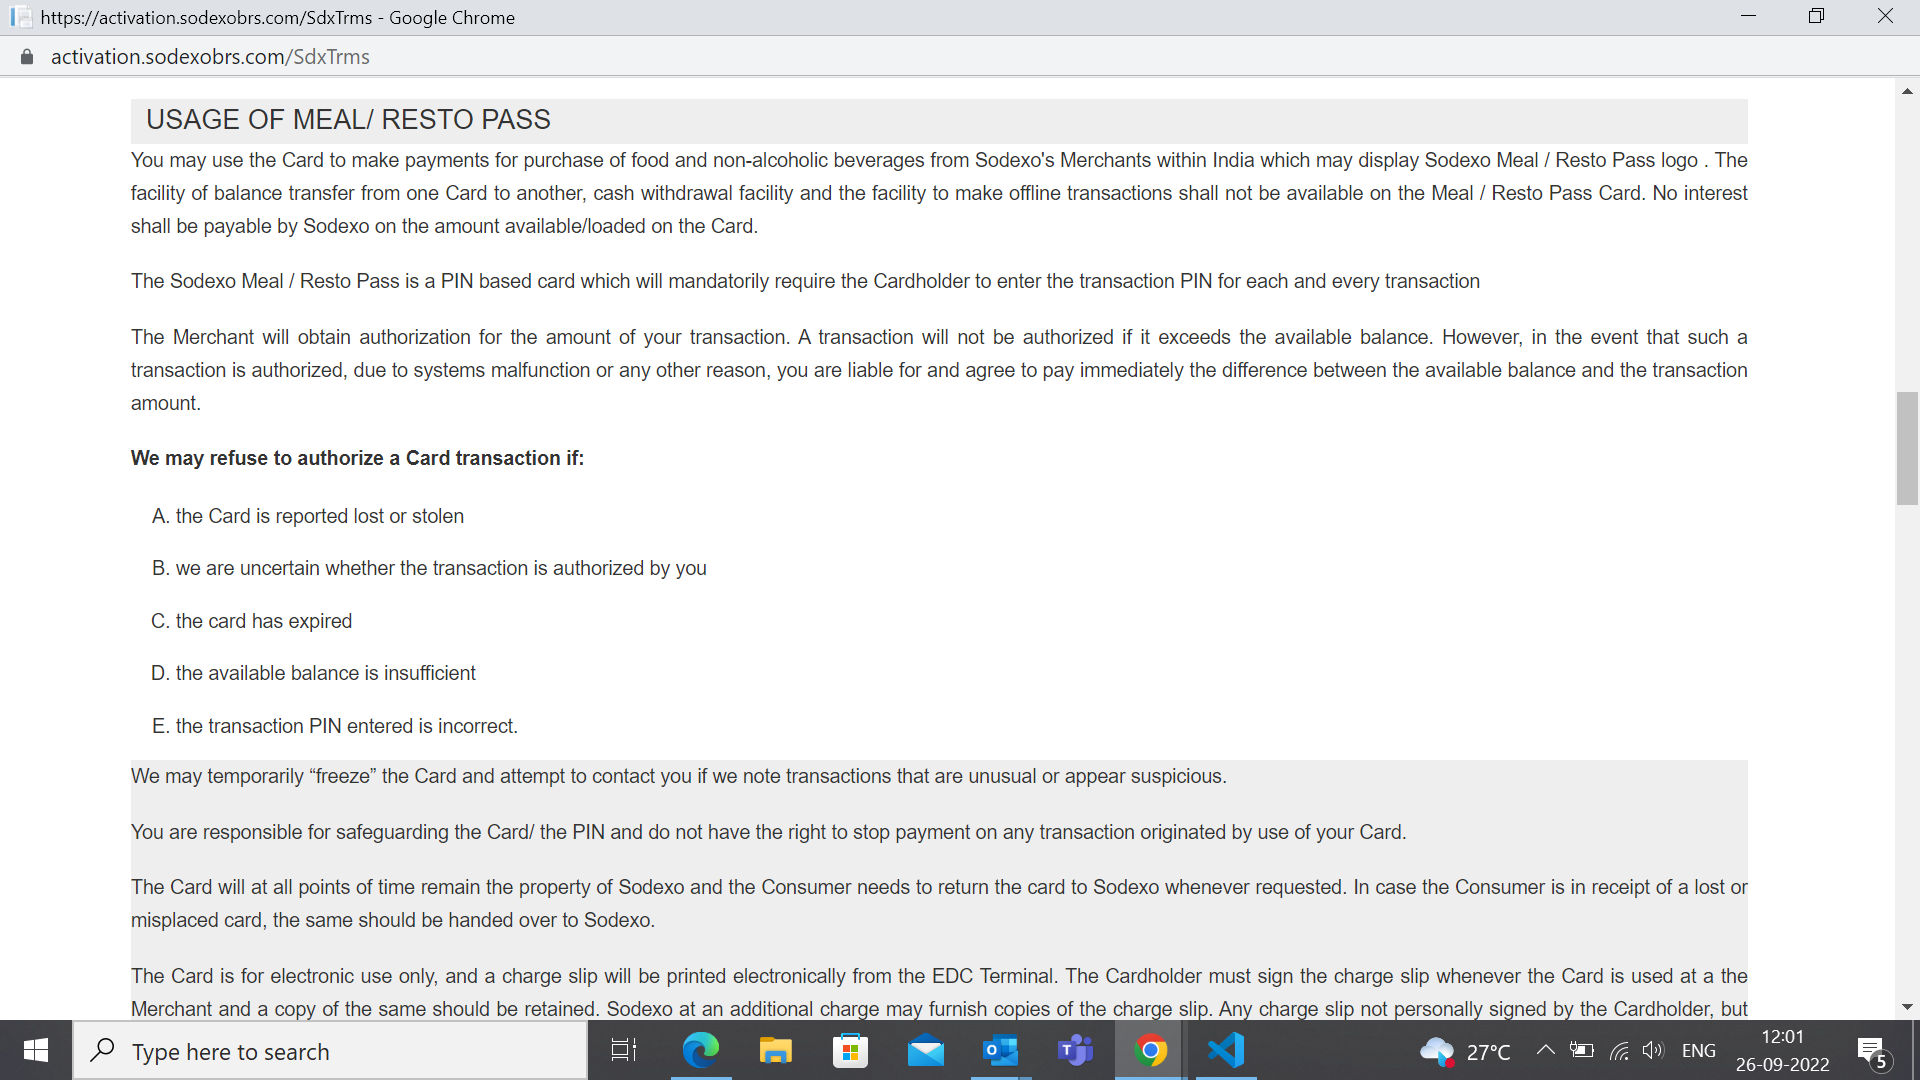 https://activation.sodexobrs.com/SdxTrms - Google Chrome
activation.sodexobrs.com/SdxTrms
USAGE OF MEAL/ RESTO PASS
You may use the Card to make payments for purchase of food and non-alcoholic beverages from Sodexo's Merchants within India which may display Sodexo Meal / Resto Pass logo . The
facility of balance transfer from one Card to another, cash withdrawal facility and the facility to make offline transactions shall not be available on the Meal / Resto Pass Card. No interest
shall be payable by Sodexo on the amount available/loaded on the Card.
The Sodexo Meal / Resto Pass is a PIN based card which will mandatorily require the Cardholder to enter the transaction PIN for each and every transaction
The Merchant will obtain authorization for the amount of your transaction. A transaction will not be authorized if it exceeds the available balance. However, in the event that such a
transaction is authorized, due to systems malfunction or any other reason, you are liable for and agree to pay immediately the difference between the available balance and the transaction
amount.
We may refuse to authorize a Card transaction if:
A. the Card is reported lost or stolen
B. we are uncertain whether the transaction is authorized by you
C. the card has expired
D. the available balance is insufficient
E. the transaction PIN entered is incorrect.
We may temporarily “freeze” the Card and attempt to contact you if we note transactions that are unusual or appear suspicious.
You are responsible for safeguarding the Card/ the PIN and do not have the right to stop payment on any transaction originated by use of your Card.
The Card will at all points of time remain the property of Sodexo and the Consumer needs to return the card to Sodexo whenever requested. In case the Consumer is in receipt of a lost or
misplaced card, the same should be handed over to Sodexo.
The Card is for electronic use only, and a charge slip will be printed electronically from the EDC Terminal. The Cardholder must sign the charge slip whenever the Card is used at a the
Merchant and a copy of the same should be retained. Sodexo at an additional charge may furnish copies of the charge slip. Any charge slip not personally signed by the Cardholder, but
Type here to search
27°C
ENG
12:01
26-09-2022
5